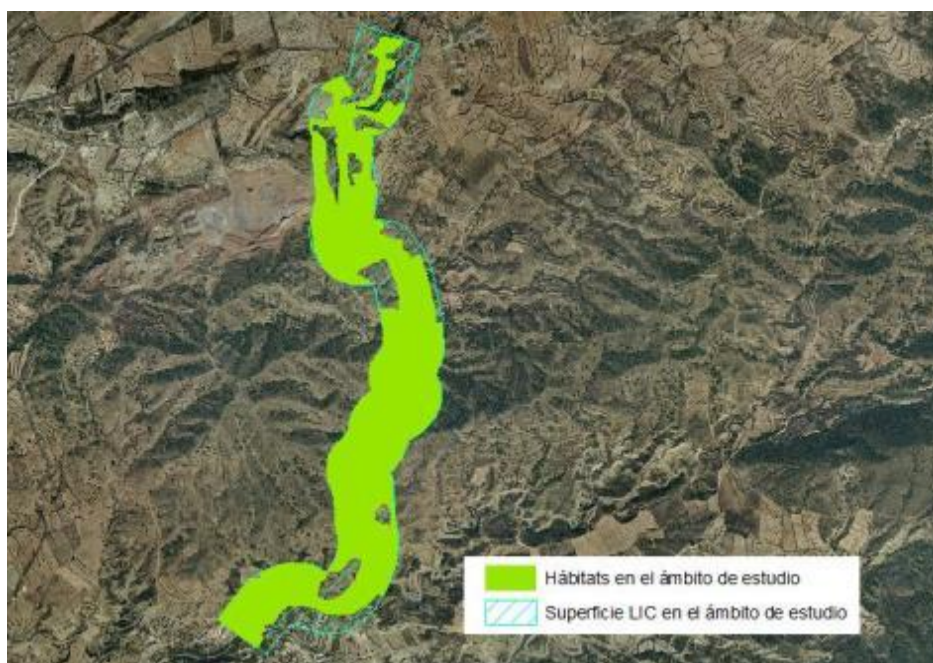 Hábitats en el ámbito de estudio
Superficie LIC en el ámbito de estudio